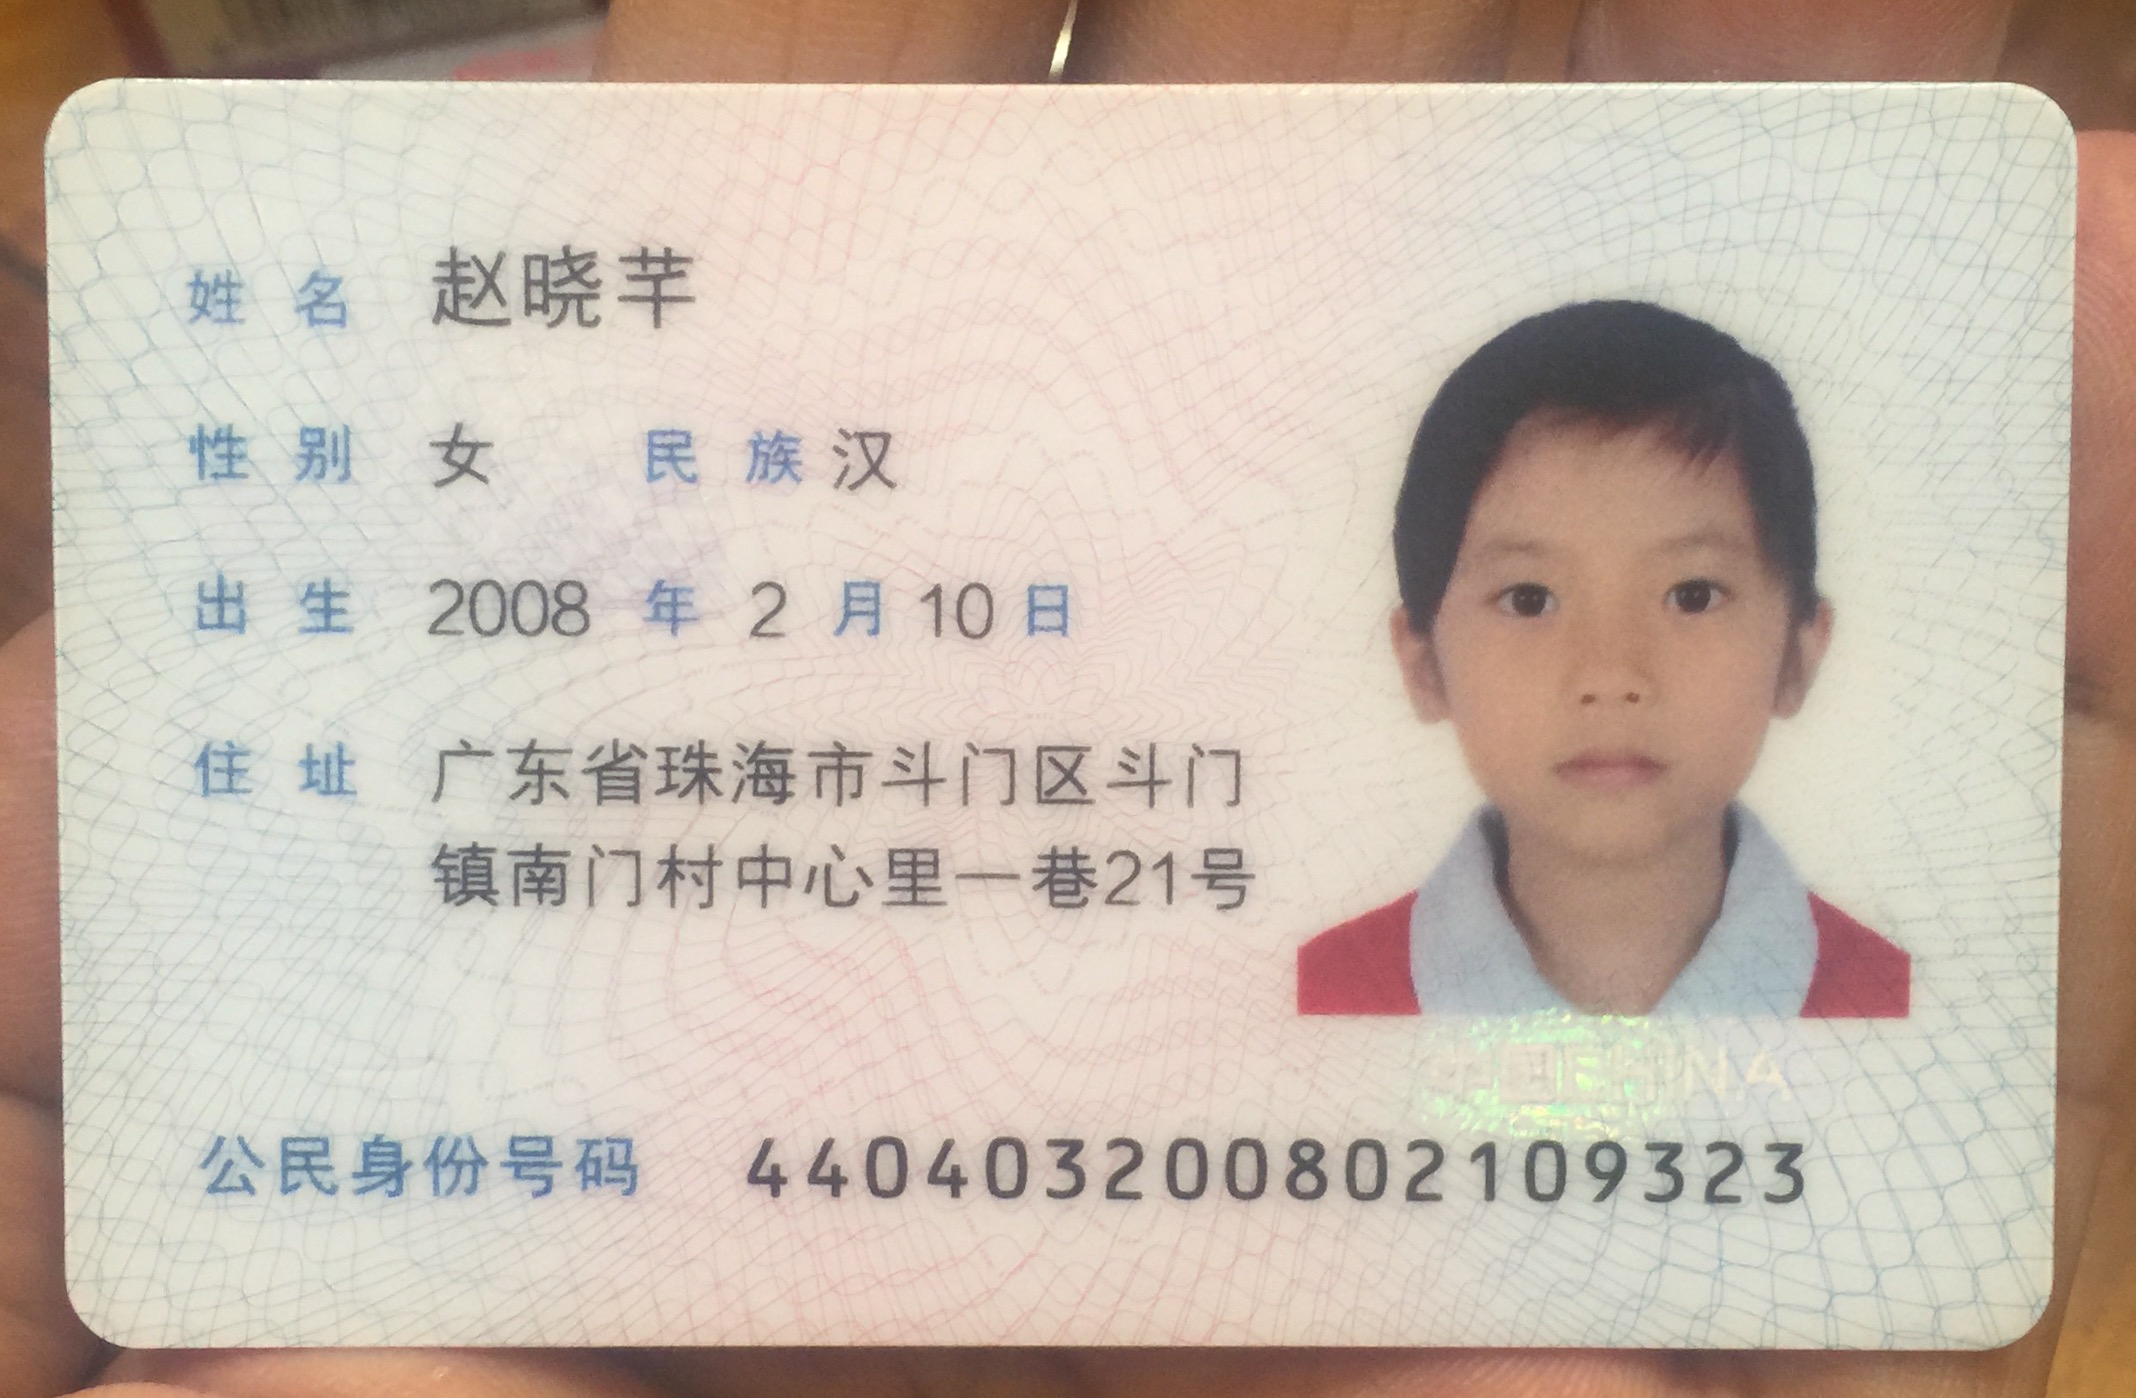 姓名 赵晓芊
性别 女 民族 汉
出生 2008 年 2 月 10 日
住址 广东省珠海市斗门区斗门
镇南门村中心里一巷21号
中国CHINA
公民身份号码 440403200802109323